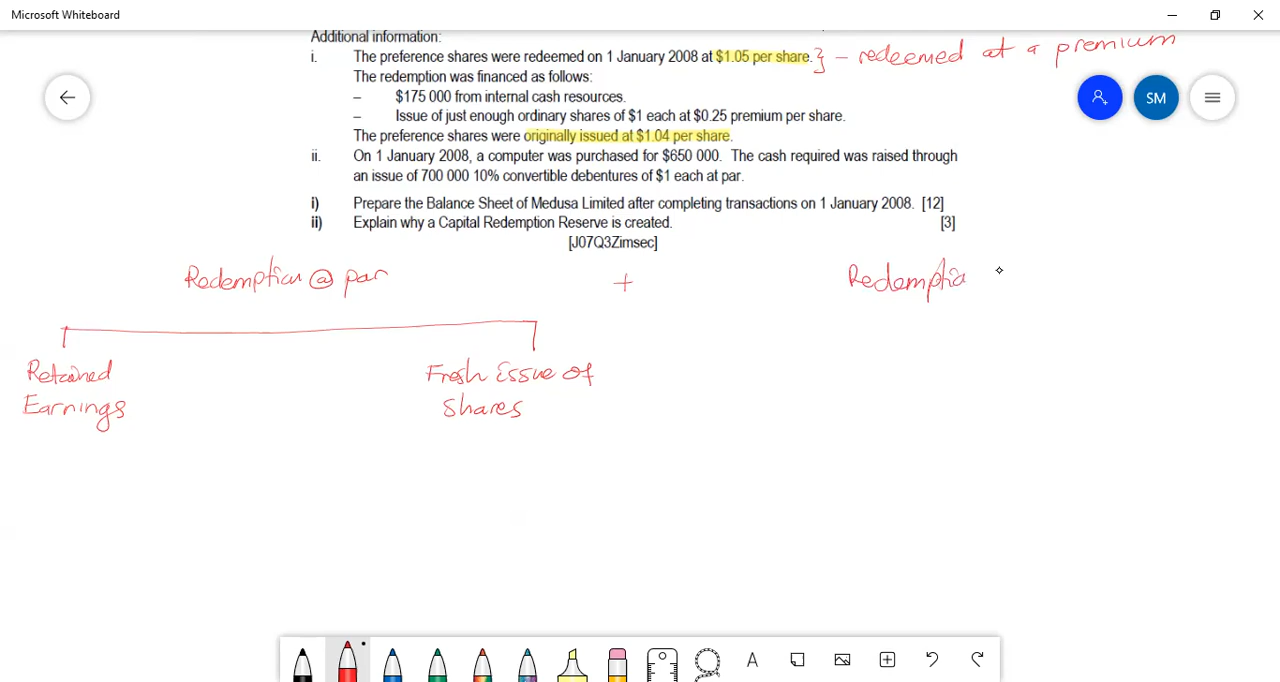 Microsoft Whiteboard
Additional information:
i. The preference shares were redeemed on 1 January 2008 at $1.05 per share. } – redeemed at a premium
The redemption was financed as follows:
– $175 000 from internal cash resources.
– Issue of just enough ordinary shares of $1 each at $0.25 premium per share.
The preference shares were originally issued at $1.04 per share.
ii. On 1 January 2008, a computer was purchased for $650 000. The cash required was raised through
an issue of 700 000 10% convertible debentures of $1 each at par.
SM
i) Prepare the Balance Sheet of Medusa Limited after completing transactions on 1 January 2008. [12]
ii) Explain why a Capital Redemption Reserve is created. [3]
[J07Q3Zimsec]
Redemption @ par + Redemptio
Retained Fresh issue of
Earnings shares
A